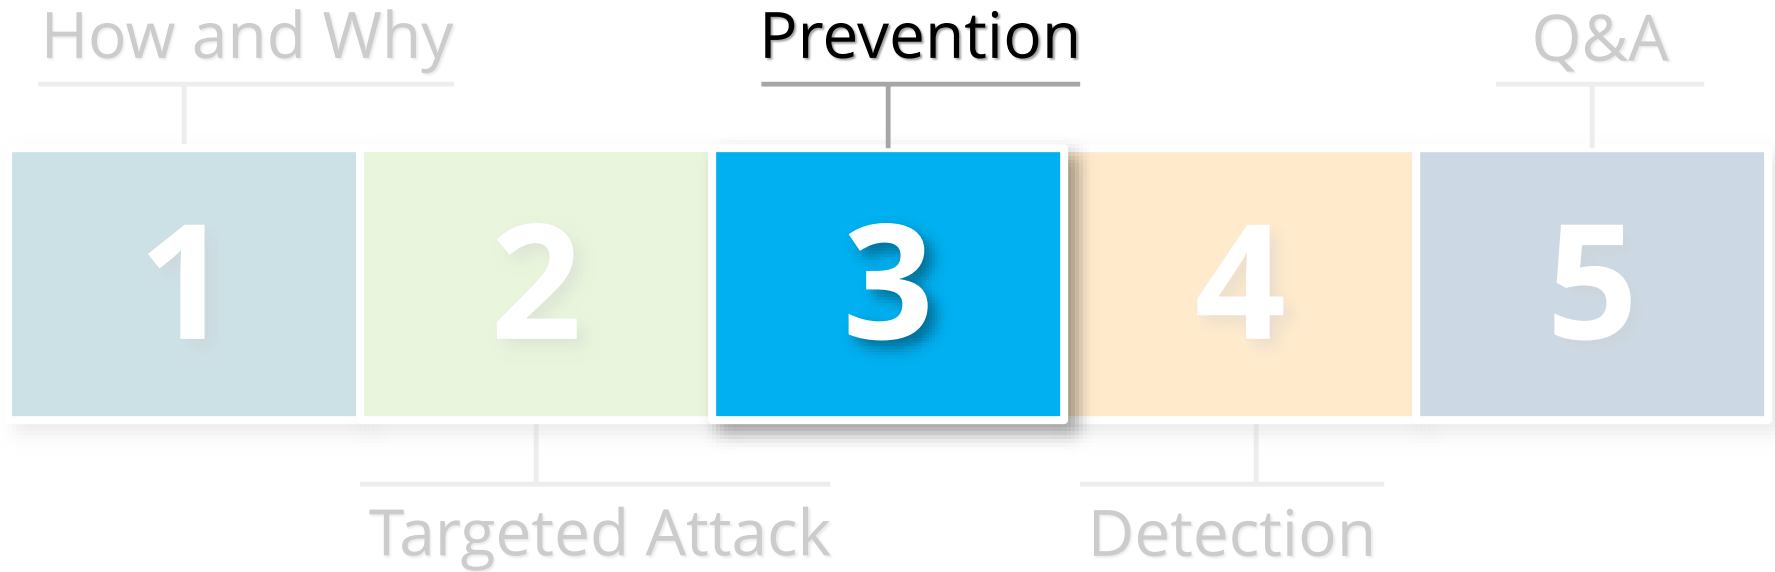 How and Why
Prevention
Q&A
1
2
3
4
5
Targeted Attack
Detection